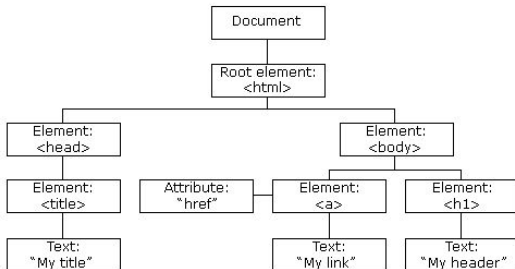 Document
Root element:
<html>
Element:
<head>
Element:
<body>
Element:
<title>
Attribute:
“href”
Element:
<a>
Element:
<h1>
Text:
“My title”
Text:
“My link”
Text:
“My header”